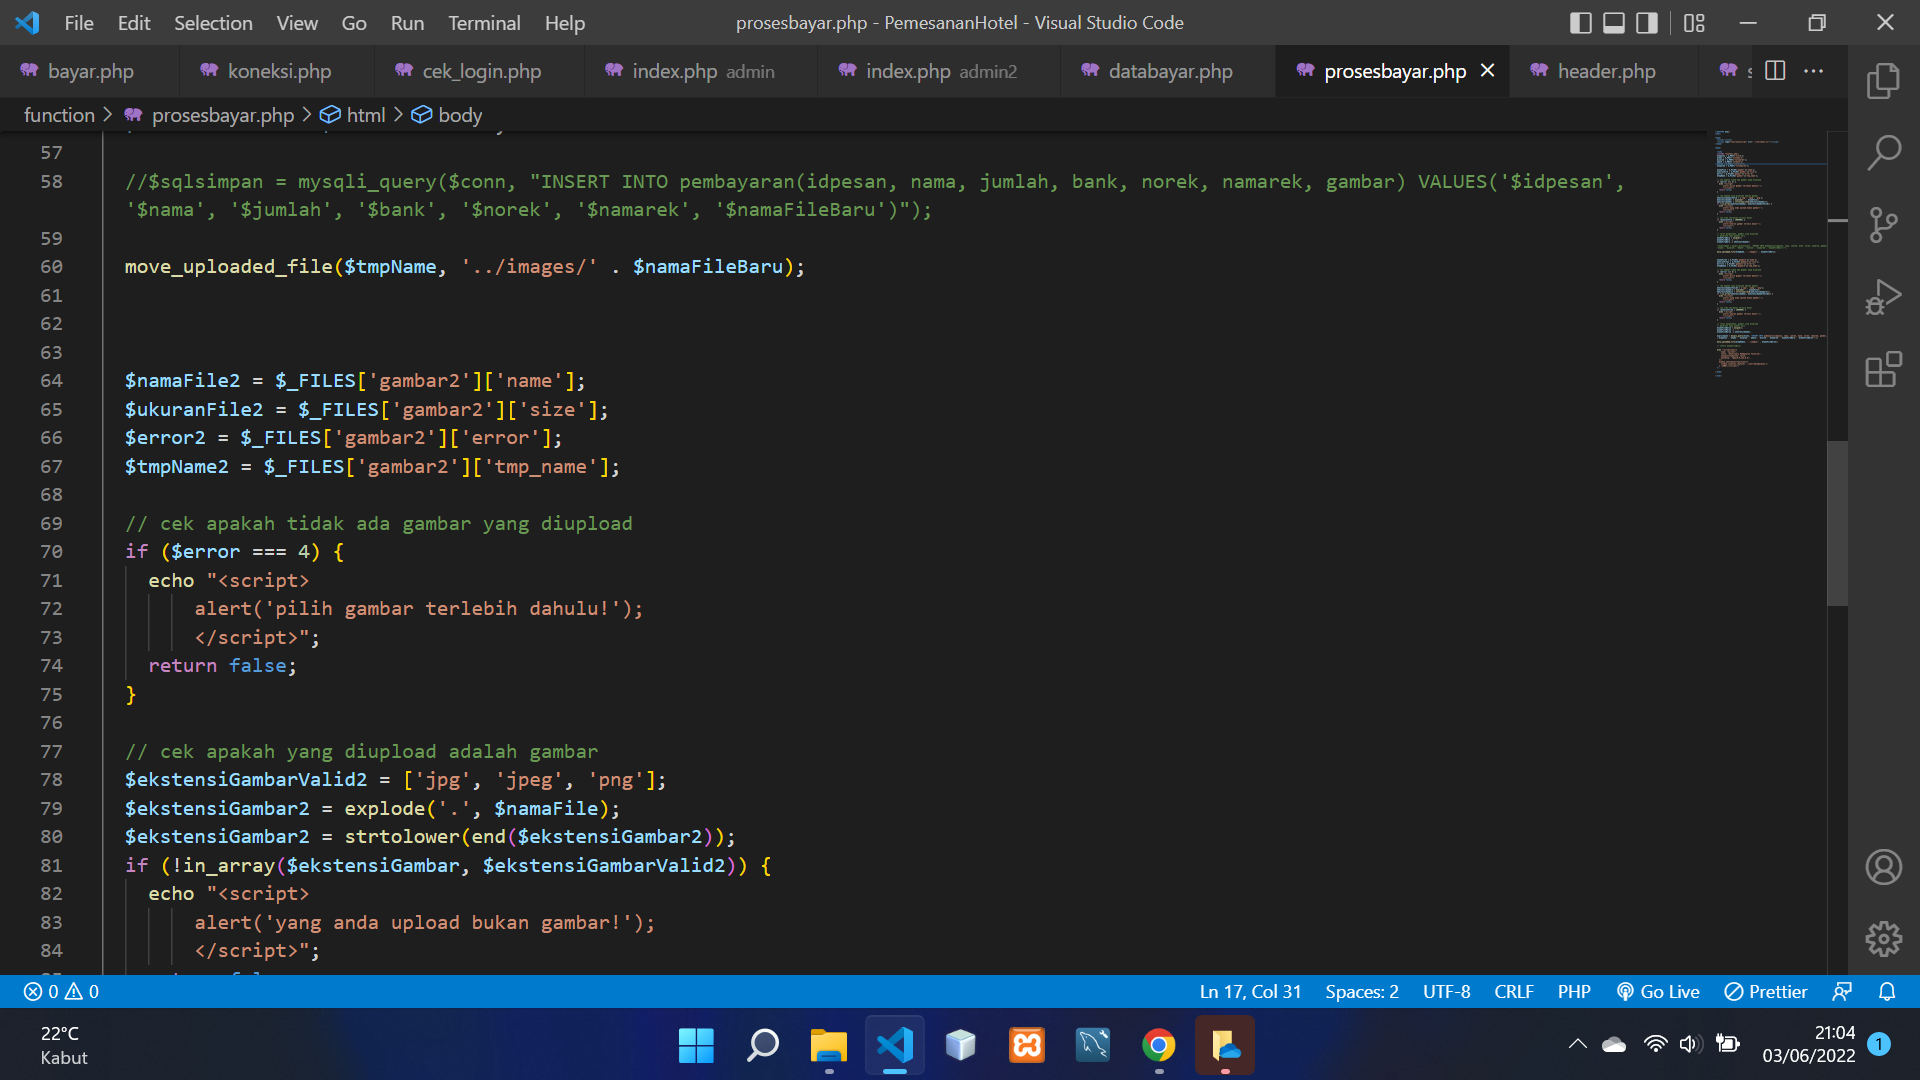 File Edit Selection View Go Run Terminal Help prosesbayar.php - PemesananHotel - Visual Studio Code
bayar.php koneksi.php cek_login.php index.php admin index.php admin2 databayar.php prosesbayar.php header.php
function > prosesbayar.php > html > body
57
58 //$sqlsimpan = mysqli_query($conn, "INSERT INTO pembayaran(idpesan, nama, jumlah, bank, norek, namarek, gambar) VALUES('$idpesan',
'$nama', '$jumlah', '$bank', '$norek', '$namarek', '$namaFileBaru')");
59
60 move_uploaded_file($tmpName, '../images/' . $namaFileBaru);
61
62
63
64 $namaFile2 = $_FILES['gambar2']['name'];
65 $ukuranFile2 = $_FILES['gambar2']['size'];
66 $error2 = $_FILES['gambar2']['error'];
67 $tmpName2 = $_FILES['gambar2']['tmp_name'];
68
69 // cek apakah tidak ada gambar yang diupload
70 if ($error === 4) {
71 echo "<script>
72 alert('pilih gambar terlebih dahulu!');
73 </script>";
74 return false;
75 }
76
77 // cek apakah yang diupload adalah gambar
78 $ekstensiGambarValid2 = ['jpg', 'jpeg', 'png'];
79 $ekstensiGambar2 = explode('.', $namaFile);
80 $ekstensiGambar2 = strtolower(end($ekstensiGambar2));
81 if (!in_array($ekstensiGambar, $ekstensiGambarValid2)) {
82 echo "<script>
83 alert('yang anda upload bukan gambar!');
84 </script>";
0 0 Ln 17, Col 31 Spaces: 2 UTF-8 CRLF PHP Go Live Prettier
22°C
Kabut
21:04
03/06/2022
1